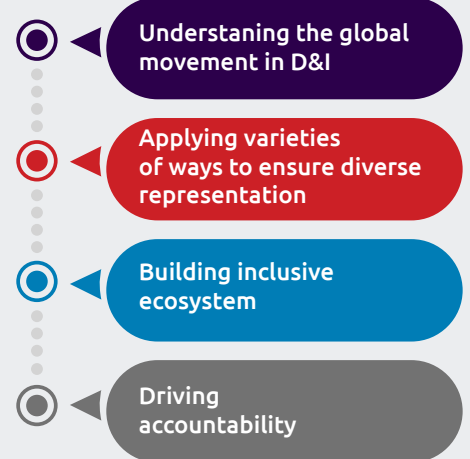 Understaning the global
movement in D&I
Applying varieties
of ways to ensure diverse
representation
Building inclusive
ecosystem
Driving
accountability